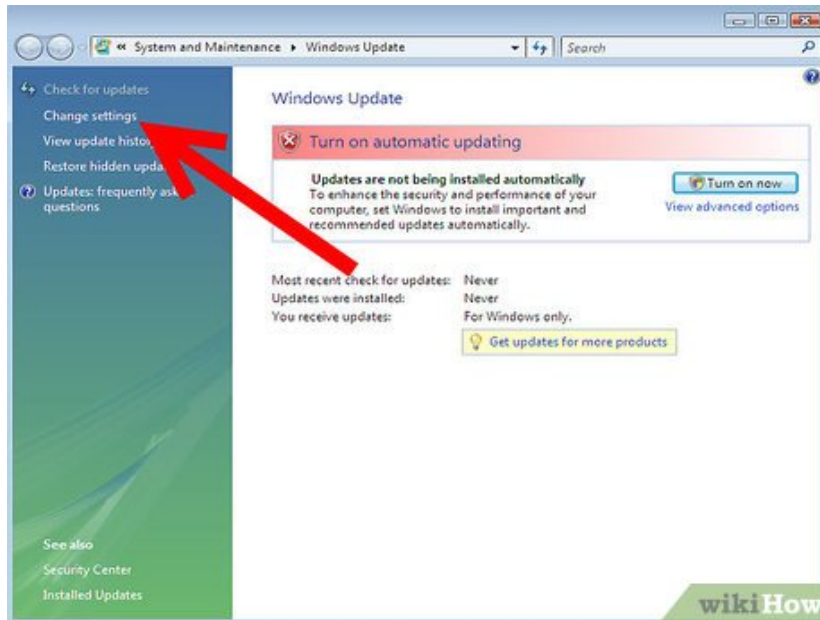 « System and Maintenance ▸ Windows Update
Search
Check for updates
Change settings
View update
Restore hidden
Updates: frequently
questions
See also
Security Center
Installed Updates
Windows Update
Turn on automatic updating
Updates are not being installed automatically
To enhance the security and performance of your
computer, set Windows to install important and
recommended updates automatically.
Turn on now
View advanced options
Most recent check for updates: Never
Updates were installed: Never
You receive updates: For Windows only.
Get updates for more products
wikiHow